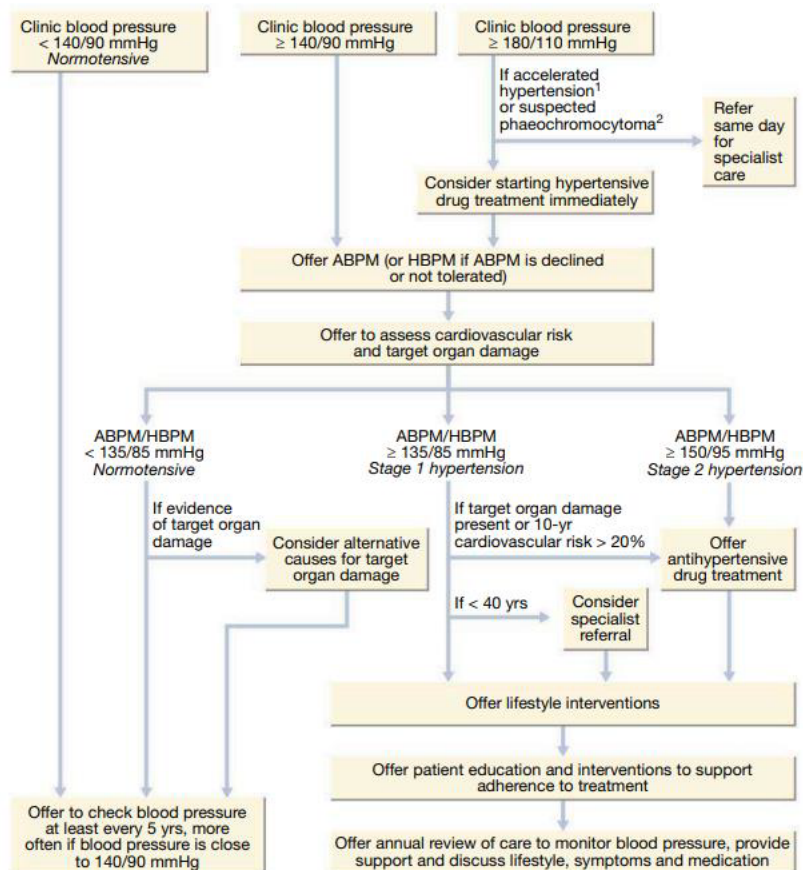 Clinic blood pressure
< 140/90 mmHg
Normotensive
Clinic blood pressure
≥ 140/90 mmHg
Clinic blood pressure
≥ 180/110 mmHg
If accelerated
hypertension¹
or suspected
phaeochromocytoma²
Refer
same day
for
specialist
care
Consider starting hypertensive
drug treatment immediately
Offer ABPM (or HBPM if ABPM is declined
or not tolerated)
Offer to assess cardiovascular risk
and target organ damage
ABPM/HBPM
< 135/85 mmHg
Normotensive
ABPM/HBPM
≥ 135/85 mmHg
Stage 1 hypertension
ABPM/HBPM
≥ 150/95 mmHg
Stage 2 hypertension
If evidence
of target organ
damage
Consider alternative
causes for target
organ damage
If target organ damage
present or 10-yr
cardiovascular risk > 20%
Offer
antihypertensive
drug treatment
If < 40 yrs
Consider
specialist
referral
Offer lifestyle interventions
Offer patient education and interventions to support
adherence to treatment
Offer to check blood pressure
at least every 5 yrs, more
often if blood pressure is close
to 140/90 mmHg
Offer annual review of care to monitor blood pressure, provide
support and discuss lifestyle, symptoms and medication